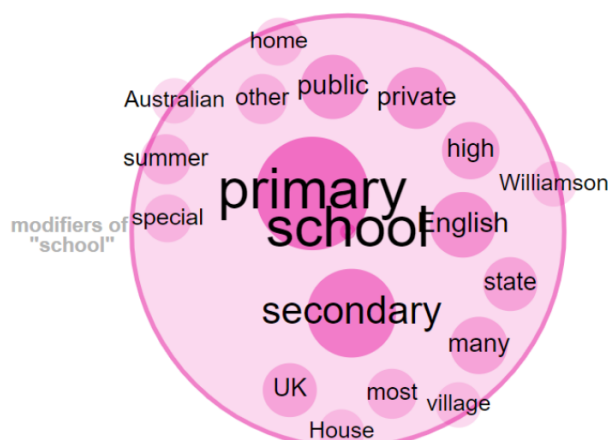 home
public
Australian
other
private
summer
high
primary
Williamson
special
modifiers of
"school"
school
English
state
secondary
many
UK
most
village
House